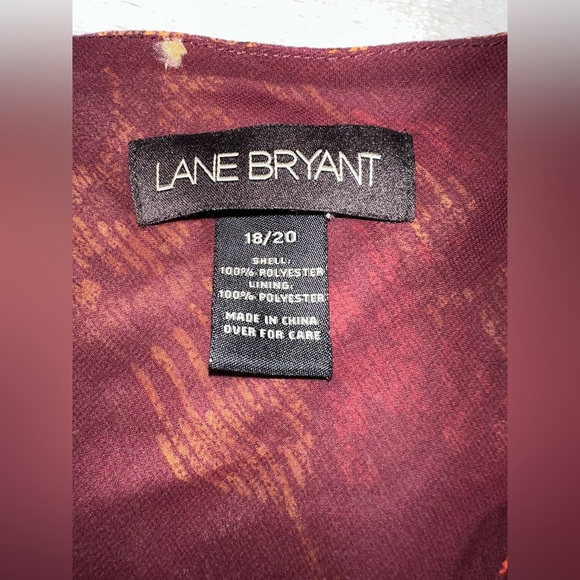 LANE BRYANT
18/20
SHELL:
100% POLYESTER
LINING:
100% POLYESTER
MADE IN CHINA
OVER FOR CARE